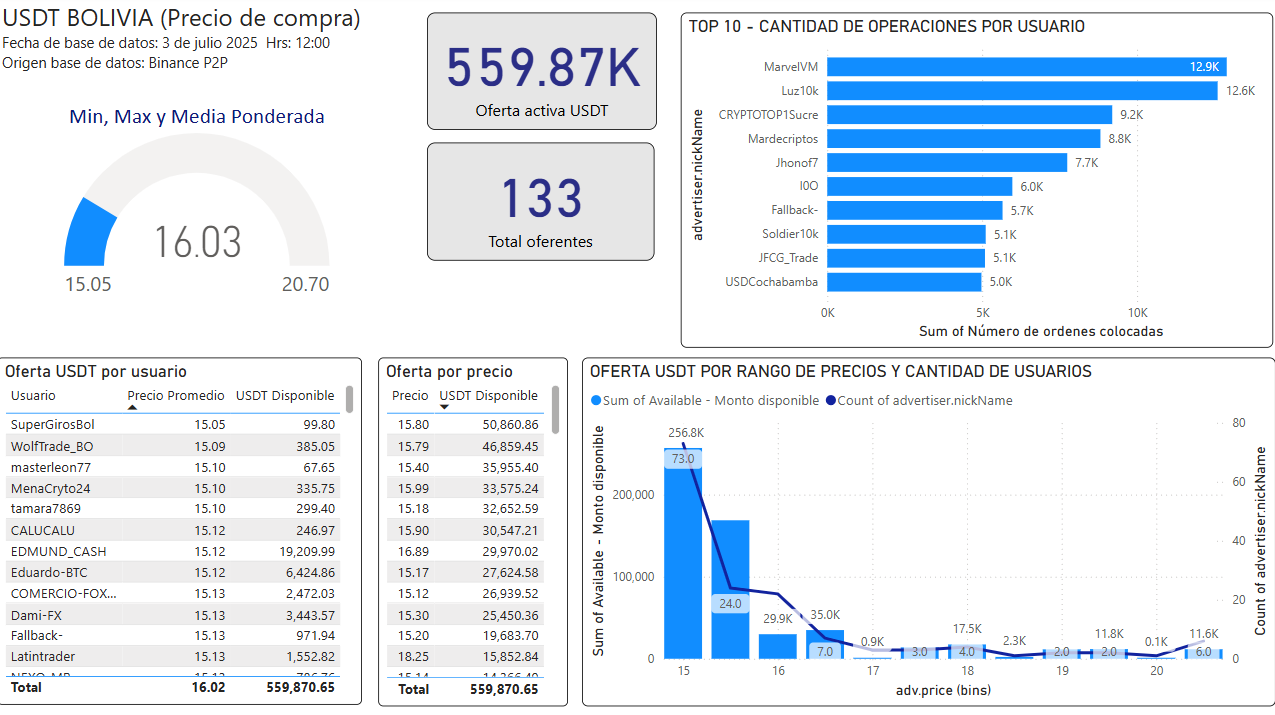 USDT BOLIVIA (Precio de compra)
Fecha de base de datos: 3 de julio 2025 Hrs: 12:00
Origen base de datos: Binance P2P
Min, Max y Media Ponderada
16.03
15.05
20.70
559.87K
Oferta activa USDT
133
Total oferentes
TOP 10 - CANTIDAD DE OPERACIONES POR USUARIO
advertiser.nickName
MarvelVM 12.9K
Luz10k 12.6K
CRYPTOTOP1Sucre 9.2K
Mardecriptos 8.8K
Jhonof7 7.7K
I0O 6.0K
Fallback- 5.7K
Soldier10k 5.1K
JFCG_Trade 5.1K
USDCochabamba 5.0K
0K 5K 10K
Sum of Número de ordenes colocadas
Oferta USDT por usuario
Usuario Precio Promedio USDT Disponible
SuperGirosBol 15.05 99.80
WolfTrade_BO 15.09 385.05
masterleon77 15.10 67.65
MenaCryto24 15.10 335.75
tamara7869 15.10 299.40
CALUCALU 15.12 246.97
EDMUND_CASH 15.12 19,209.99
Eduardo-BTC 15.12 6,424.86
COMERCIO-FOX... 15.13 2,472.03
Dami-FX 15.13 3,443.57
Fallback- 15.13 971.94
Latintrader 15.13 1,552.82
Total 16.02 559,870.65
Oferta por precio
Precio USDT Disponible
15.80 50,860.86
15.79 46,859.45
15.40 35,955.40
15.99 33,575.24
15.18 32,652.59
15.90 30,547.21
16.89 29,970.02
15.17 27,624.58
15.12 26,939.52
15.30 25,450.36
15.20 19,683.70
18.25 15,852.84
Total 559,870.65
OFERTA USDT POR RANGO DE PRECIOS Y CANTIDAD DE USUARIOS
Sum of Available - Monto disponible Count of advertiser.nickName
Sum of Available - Monto disponible
200,000
100,000
0
256.8K
73.0
24.0
29.9K
35.0K
7.0
0.9K
3.0
17.5K
4.0
2.3K
2.0
11.8K
2.0
0.1K
11.6K
6.0
80
60
40
20
0
Count of advertiser.nickName
15 16 17 18 19 20
adv.price (bins)